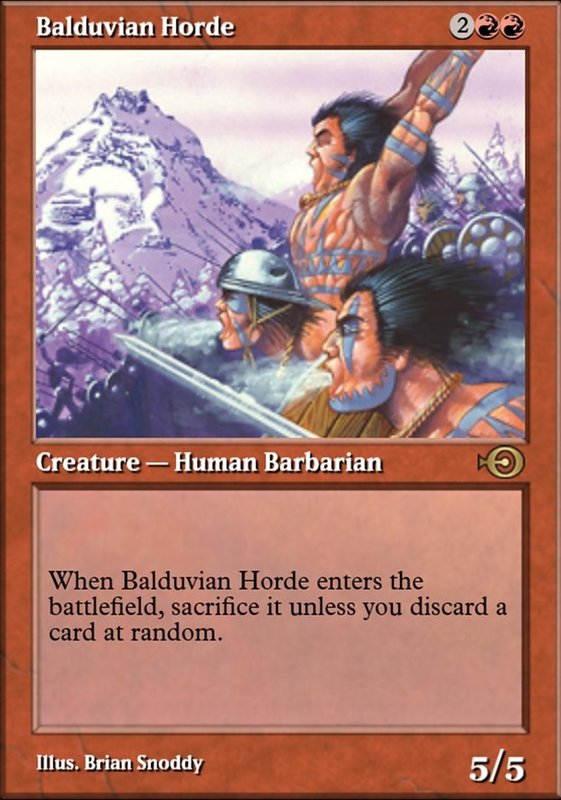 Balduvian Horde 2
Creature — Human Barbarian
When Balduvian Horde enters the
battlefield, sacrifice it unless you discard a
card at random.
Illus. Brian Snoddy 5/5